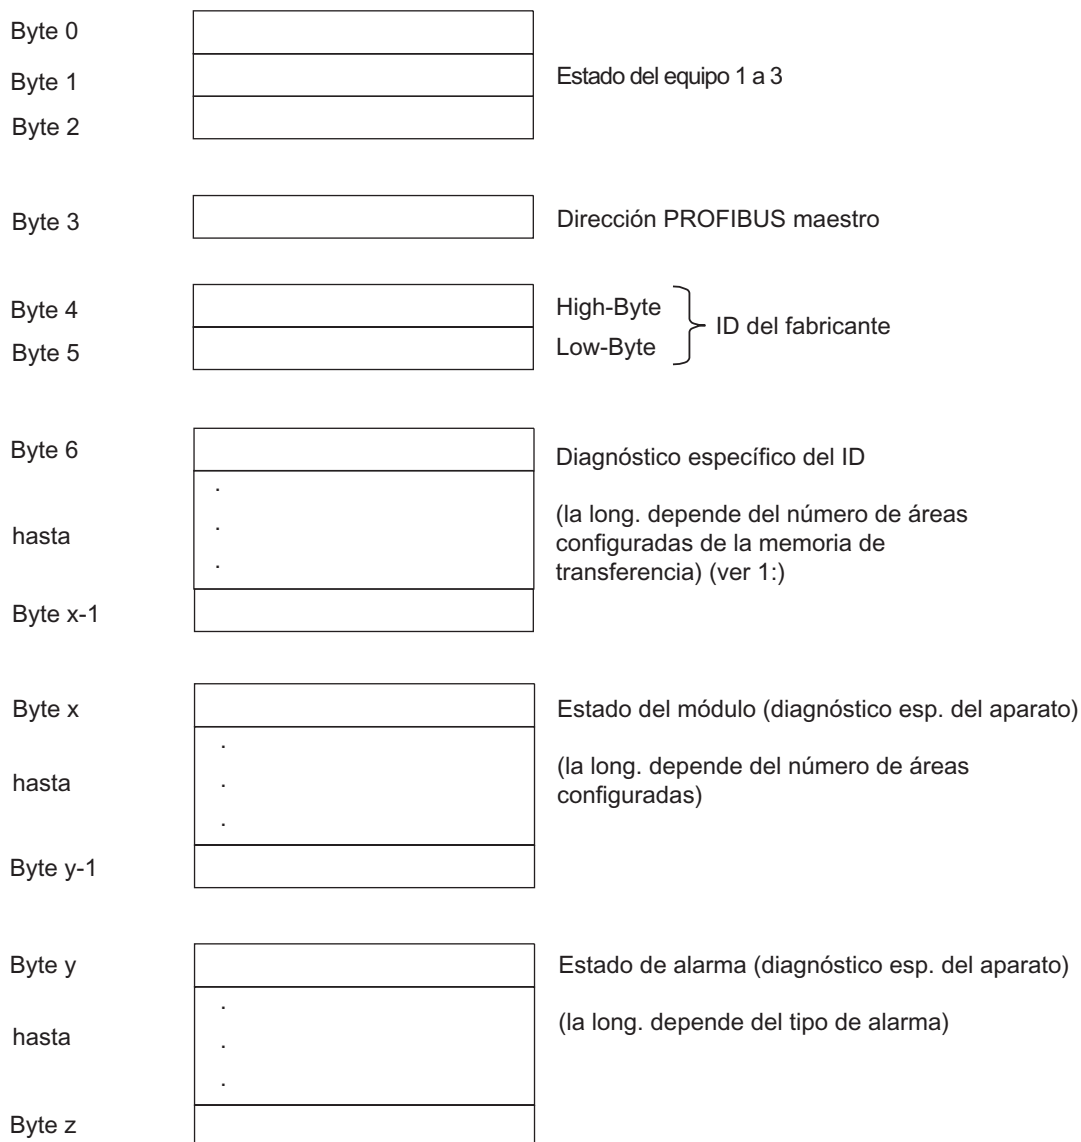 Byte 0
Byte 1
Estado del equipo 1 a 3
Byte 2
Byte 3
Dirección PROFIBUS maestro
Byte 4
High-Byte
ID del fabricante
Byte 5
Low-Byte
Byte 6
Diagnóstico específico del ID
.
.
.
hasta
(la long. depende del número de áreas
configuradas de la memoria de
transferencia) (ver 1:)
Byte x-1
Byte x
Estado del módulo (diagnóstico esp. del aparato)
.
.
.
hasta
(la long. depende del número de áreas
configuradas)
Byte y-1
Byte y
Estado de alarma (diagnóstico esp. del aparato)
.
.
.
hasta
(la long. depende del tipo de alarma)
Byte z